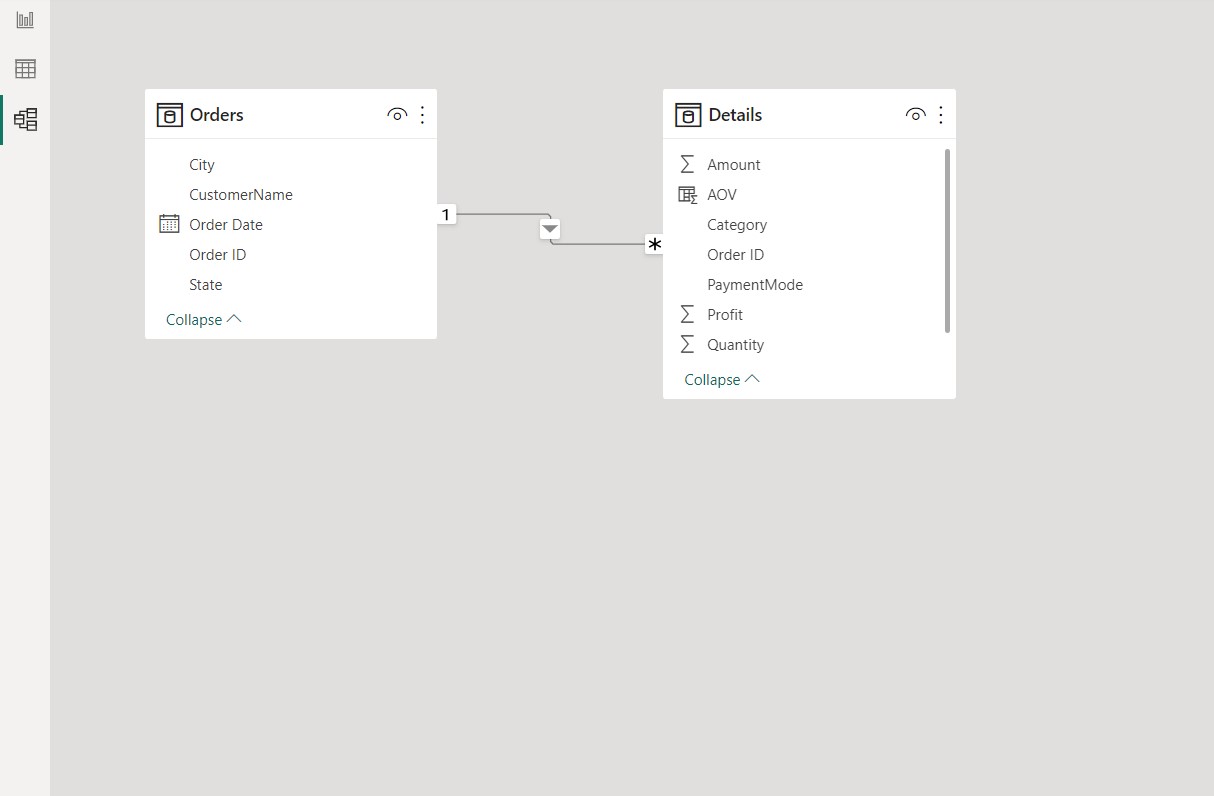 Orders
City
CustomerName
Order Date
Order ID
State
Collapse
1
*
Details
Amount
AOV
Category
Order ID
PaymentMode
Profit
Quantity
Collapse